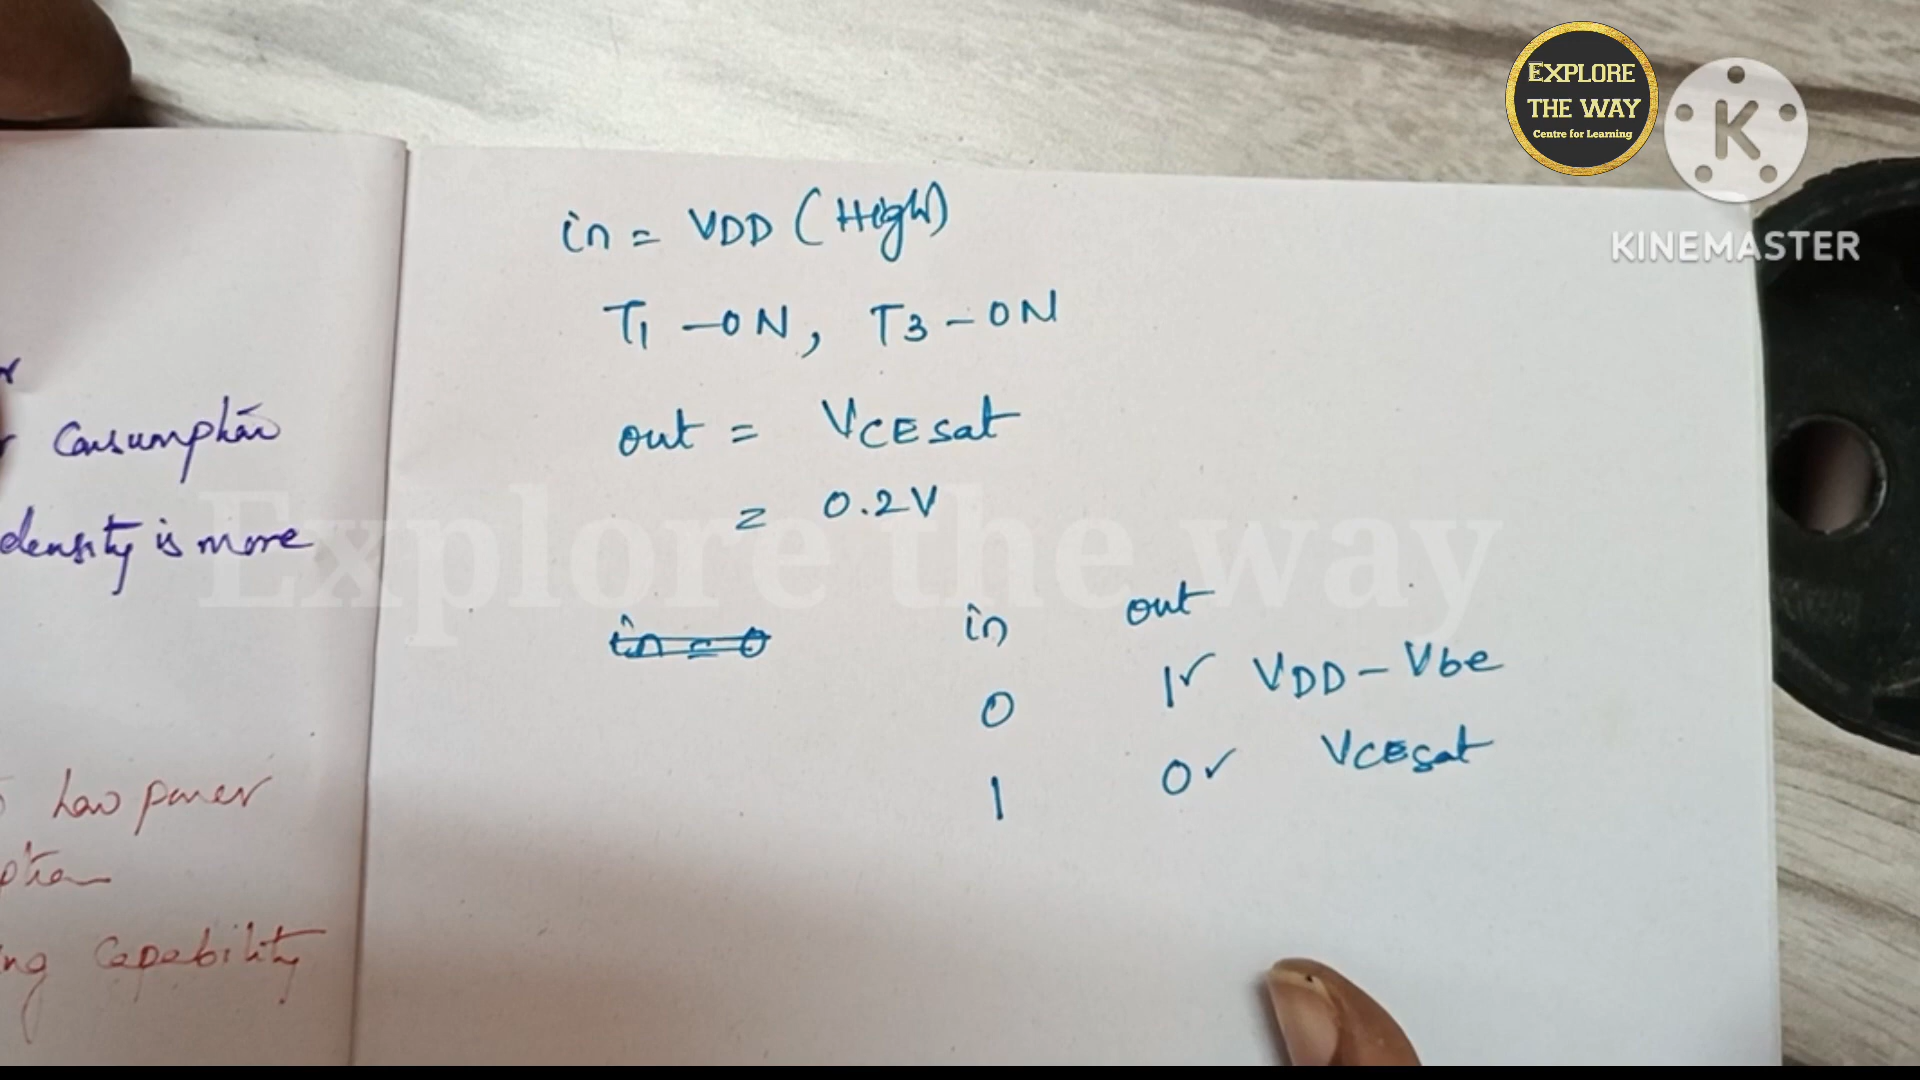 EXPLORE
THE WAY
Centre for Learning
K
KINEMASTER
in = VDD (High)
T1 - ON, T3 - ON
out = VCEsat
= 0.2V
in = 0
in out
0 1✓ VDD - Vbe
1 0✓ VCEsat
Explore the way
Consumption
density is more
Low power
capability